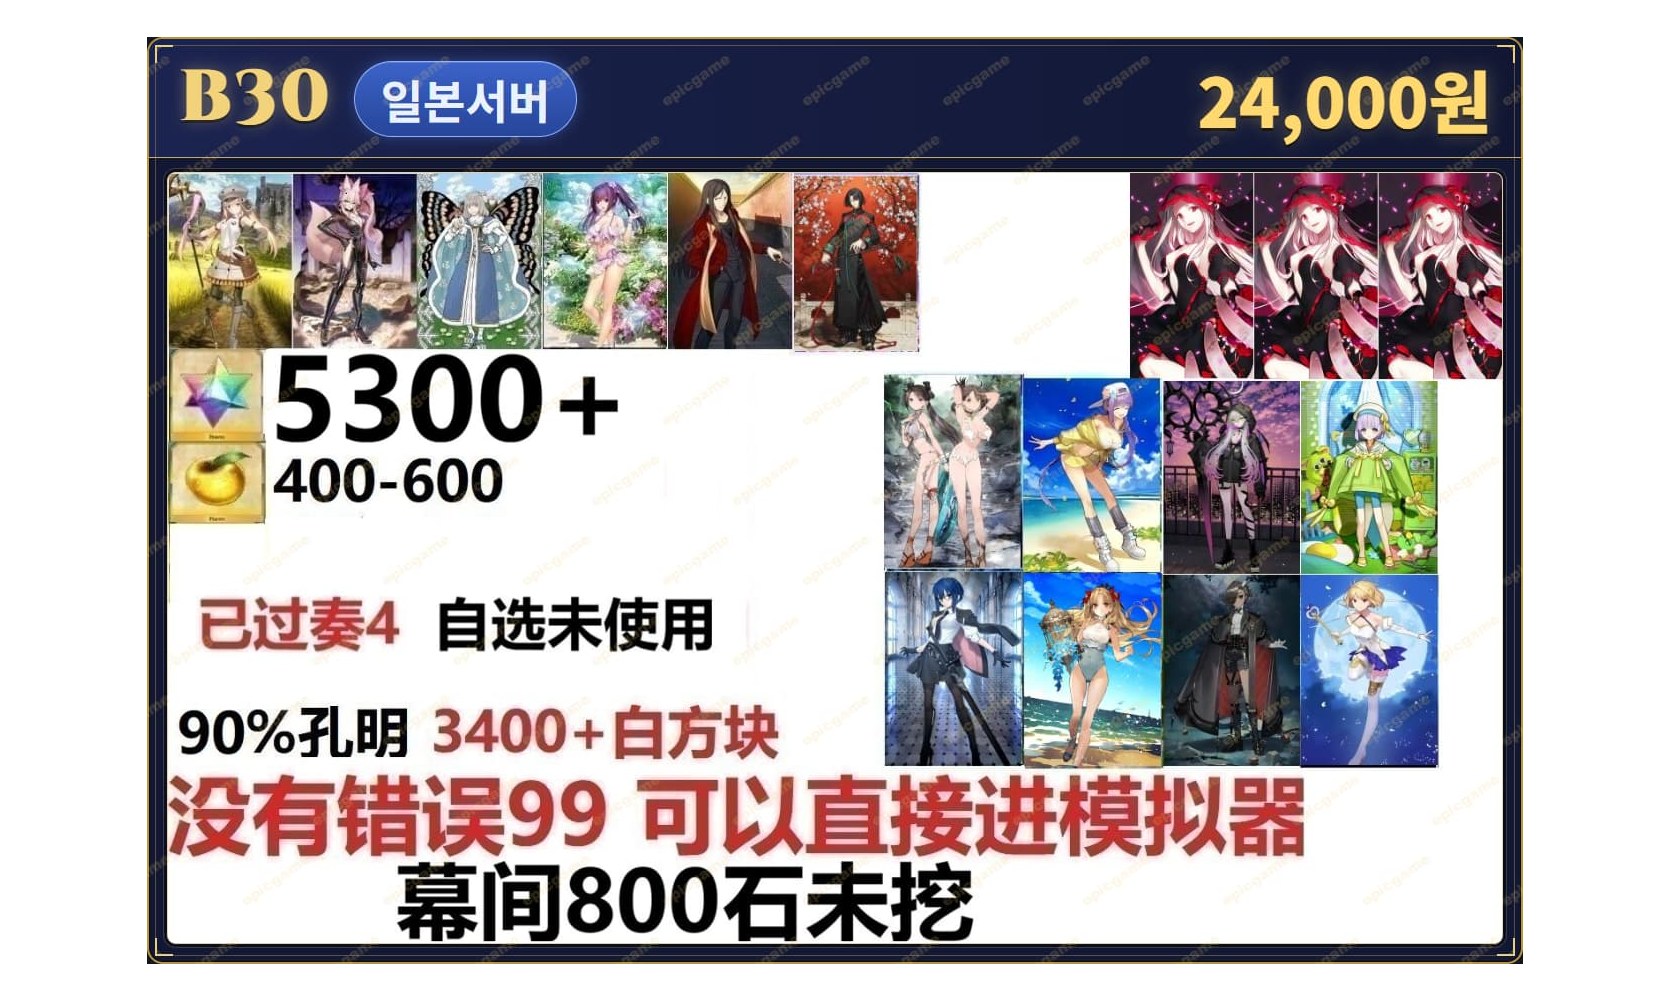 B30 일본서버 24,000원
5300+
400-600
已过奏4 自选未使用
90%孔明 3400+白方块
没有错误99 可以直接进模拟器
幕间800石未挖
epicgame